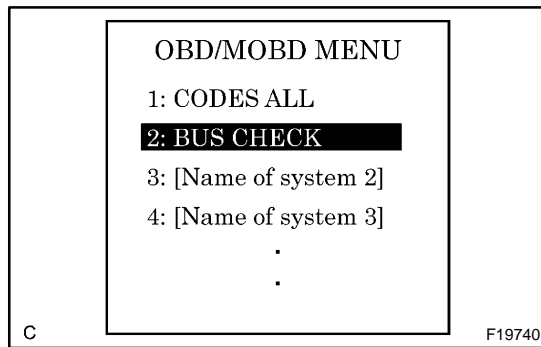 OBD/MOBD MENU
1: CODES ALL
2: BUS CHECK
3: [Name of system 2]
4: [Name of system 3]
.
.
C
F19740